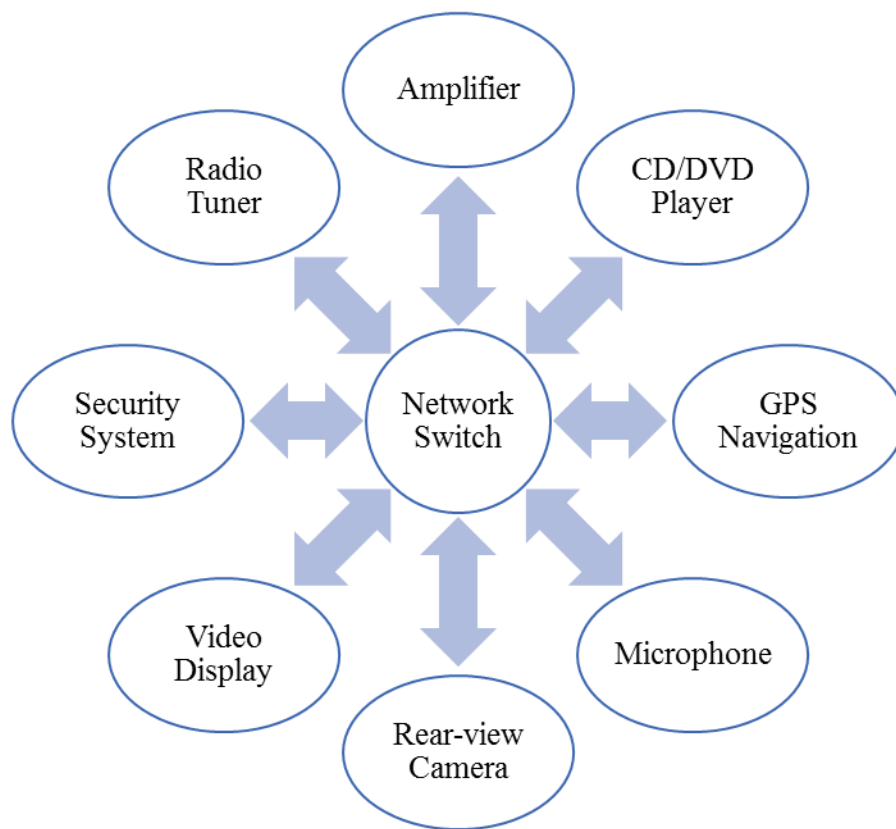 Amplifier
Radio
Tuner
CD/DVD
Player
Security
System
Network
Switch
GPS
Navigation
Video
Display
Microphone
Rear-view
Camera